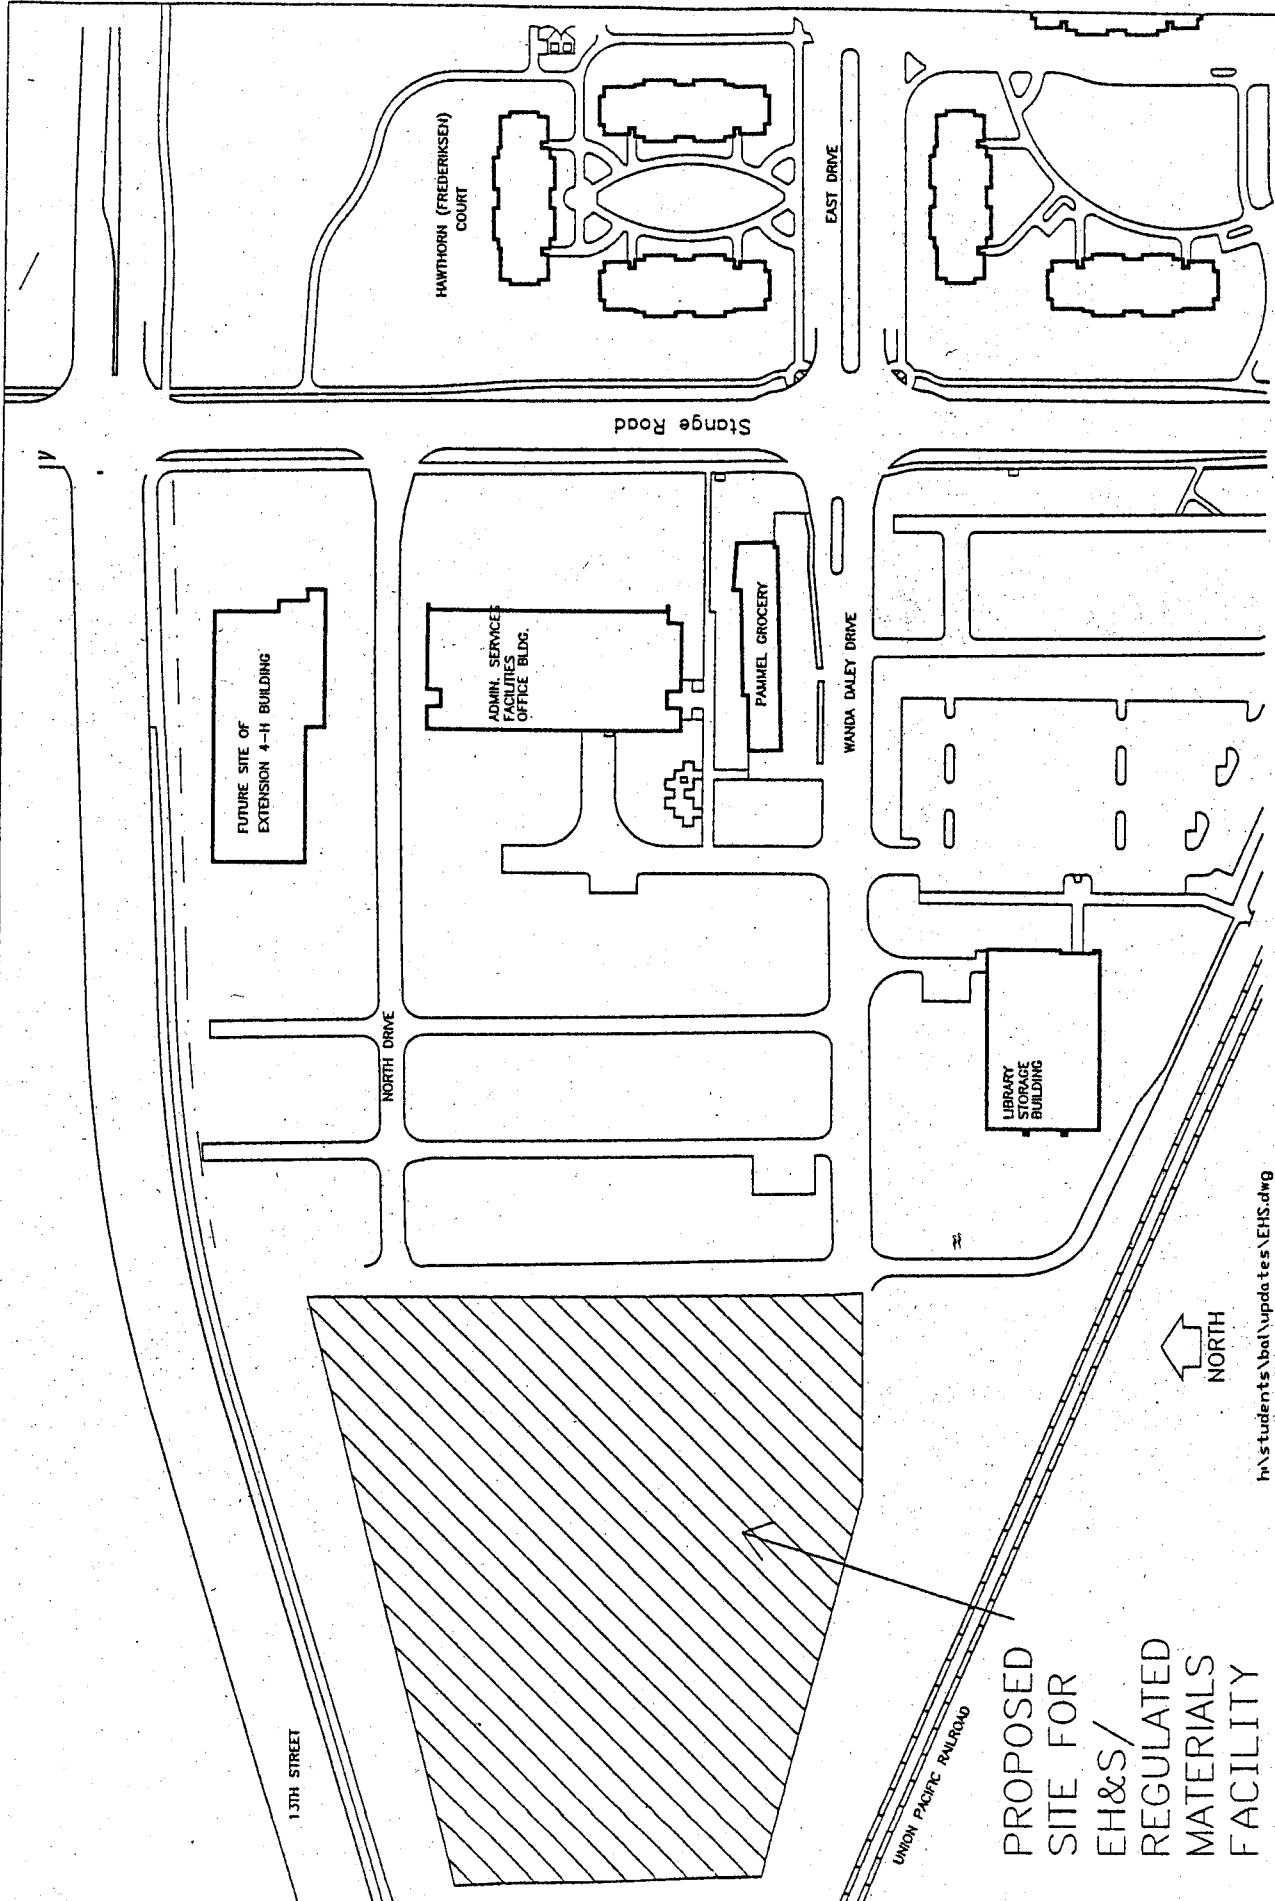 HAWTHORN (FREDERIKSEN)
COURT
EAST DRIVE
Stange Road
FUTURE SITE OF
EXTENSION 4-H BUILDING
ADMIN. SERVICES
FACILITIES
OFFICE BLDG.
PAMMEL GROCERY
WANDA DALEY DRIVE
NORTH DRIVE
LIBRARY
STORAGE
BUILDING
13TH STREET
UNION PACIFIC RAILROAD
PROPOSED
SITE FOR
EH&S/
REGULATED
MATERIALS
FACILITY
NORTH
h:\students\bal\updates\EHS.dwg